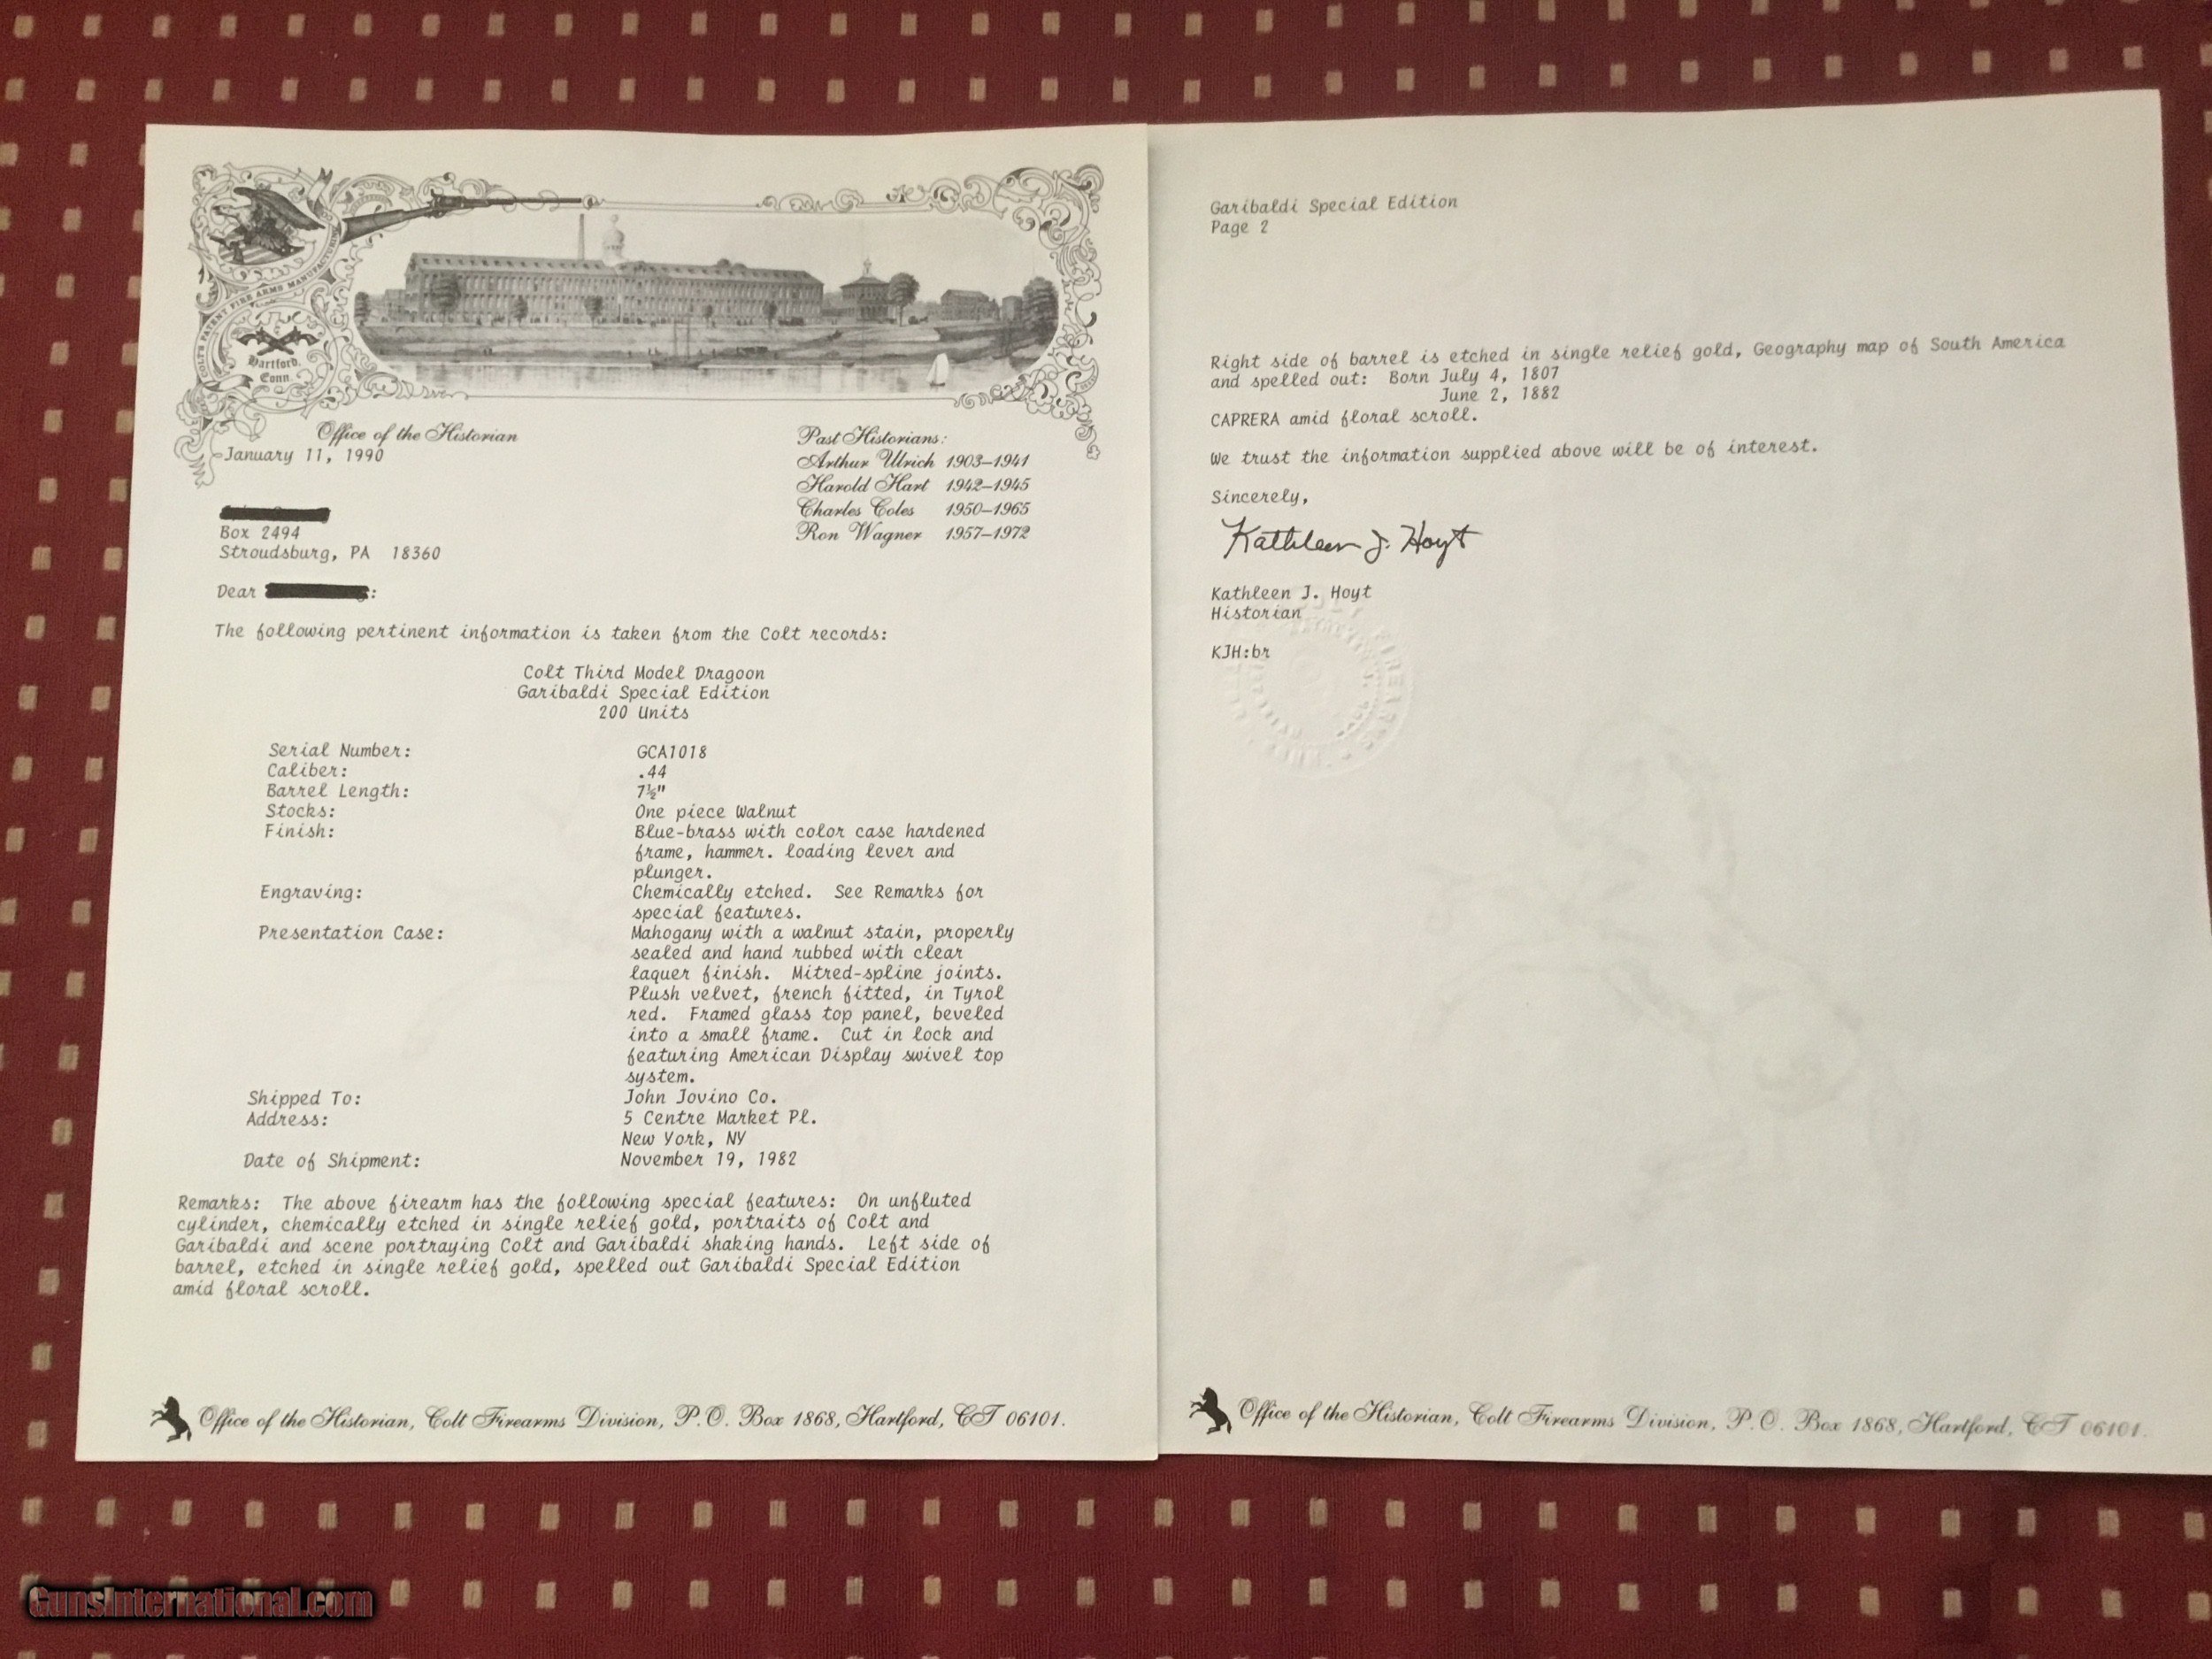 COLT'S PATENT FIRE ARMS MANUFACTURING
Hartford,
Conn.
Office of the Historian
January 11, 1990
Past Historians:
Arthur Ulrich 1903–1941
Harold Hart 1942–1945
Charles Coles 1950–1965
Ron Wagner 1957–1972
Box 2494
Stroudsburg, PA 18360
Dear :
The following pertinent information is taken from the Colt records:
Colt Third Model Dragoon
Garibaldi Special Edition
200 Units
Serial Number: GCA1018
Caliber: .44
Barrel Length: 7½"
Stocks: One piece Walnut
Finish: Blue-brass with color case hardened
frame, hammer. loading lever and
plunger.
Engraving: Chemically etched. See Remarks for
special features.
Presentation Case: Mahogany with a walnut stain, properly
sealed and hand rubbed with clear
laquer finish. Mitred-spline joints.
Plush velvet, french fitted, in Tyrol
red. Framed glass top panel, beveled
into a small frame. Cut in lock and
featuring American Display swivel top
system.
Shipped To: John Jovino Co.
Address: 5 Centre Market Pl.
New York, NY
Date of Shipment: November 19, 1982
Remarks: The above firearm has the following special features: On unfluted
cylinder, chemically etched in single relief gold, portraits of Colt and
Garibaldi and scene portraying Colt and Garibaldi shaking hands. Left side of
barrel, etched in single relief gold, spelled out Garibaldi Special Edition
amid floral scroll.
Office of the Historian, Colt Firearms Division, P.O. Box 1868, Hartford, CT 06101.
Garibaldi Special Edition
Page 2
Right side of barrel is etched in single relief gold, Geography map of South America
and spelled out: Born July 4, 1807
June 2, 1882
CAPRERA amid floral scroll.
We trust the information supplied above will be of interest.
Sincerely,
Kathleen J. Hoyt
Kathleen J. Hoyt
Historian
KJH:br
Office of the Historian, Colt Firearms Division, P.O. Box 1868, Hartford, CT 06101.
GunsInternational.com